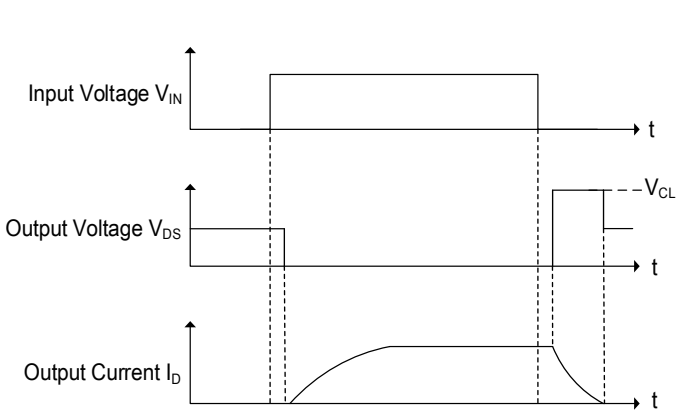 Input Voltage V_IN
t
V_CL
Output Voltage V_DS
t
Output Current I_D
t